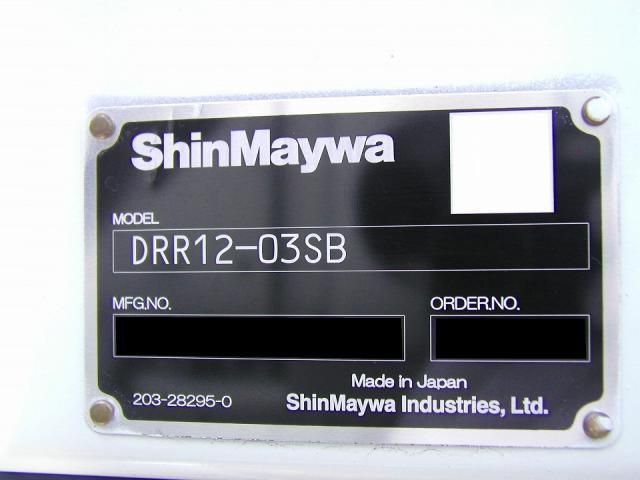 ShinMaywa
MODEL
DRR12-03SB
MFG.NO.
ORDER.NO.
Made in Japan
203-28295-0
ShinMaywa Industries, Ltd.